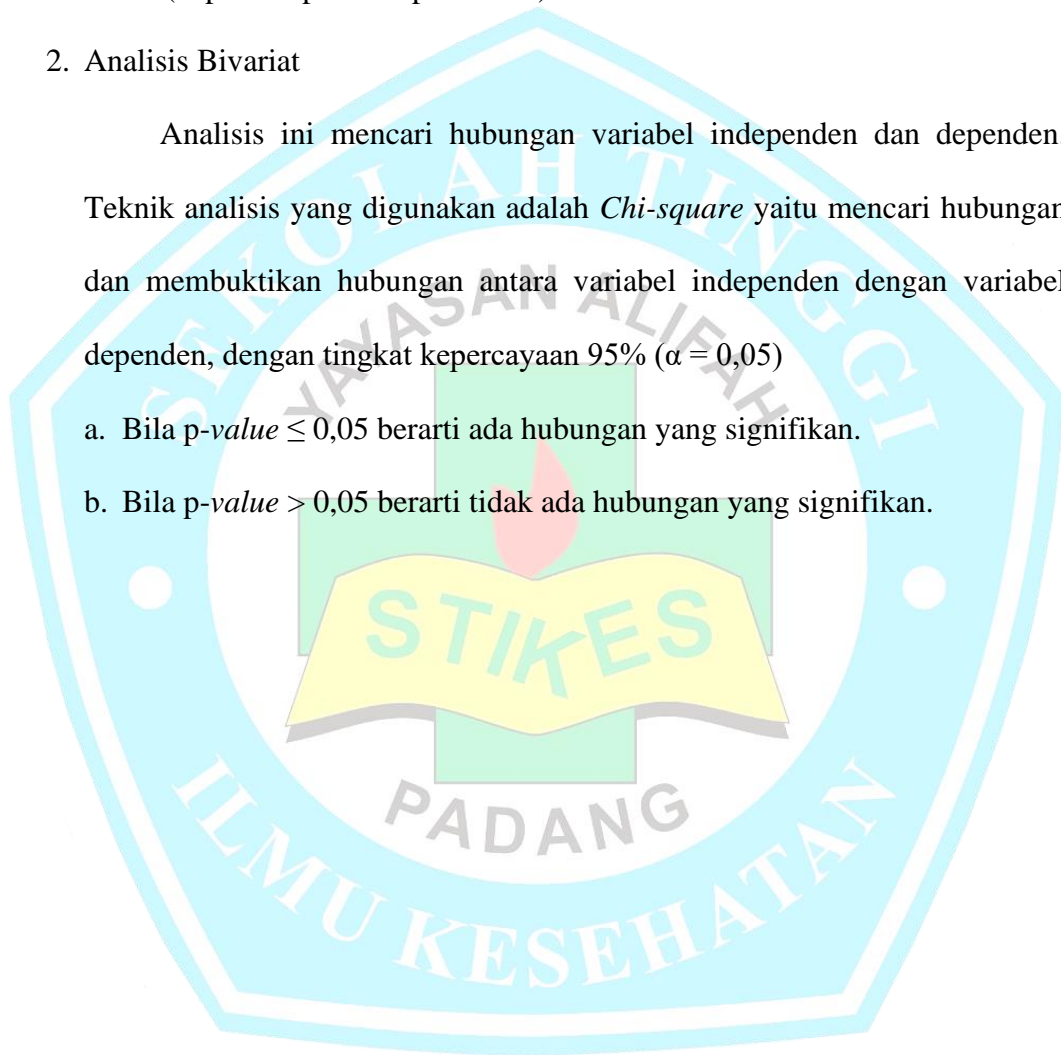 2. Analisis Bivariat
Analisis ini mencari hubungan variabel independen dan dependen.
Teknik analisis yang digunakan adalah Chi-square yaitu mencari hubungan
dan membuktikan hubungan antara variabel independen dengan variabel
dependen, dengan tingkat kepercayaan 95% (α = 0,05)
a. Bila p-value ≤ 0,05 berarti ada hubungan yang signifikan.
b. Bila p-value > 0,05 berarti tidak ada hubungan yang signifikan.
SEKOLAH TINGGI
YAYASAN ALIFAH
STIKES
PADANG
ILMU KESEHATAN